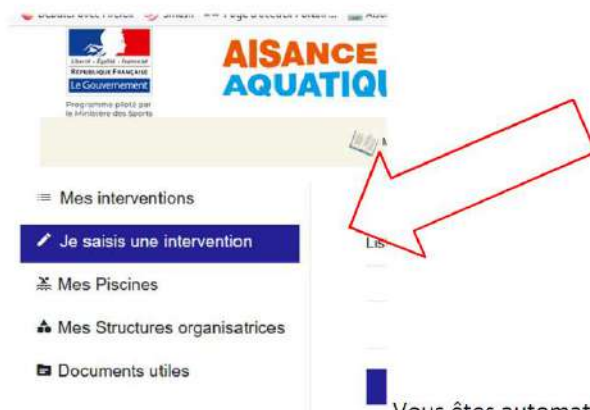 Liberté • Égalité • Fraternité
RÉPUBLIQUE FRANÇAISE
Le Gouvernement
Programme piloté par
le Ministère des Sports
AISANCE
AQUATIQU
Mes interventions
Je saisis une intervention
Lis
Mes Piscines
Mes Structures organisatrices
Documents utiles
Vous êtes automat